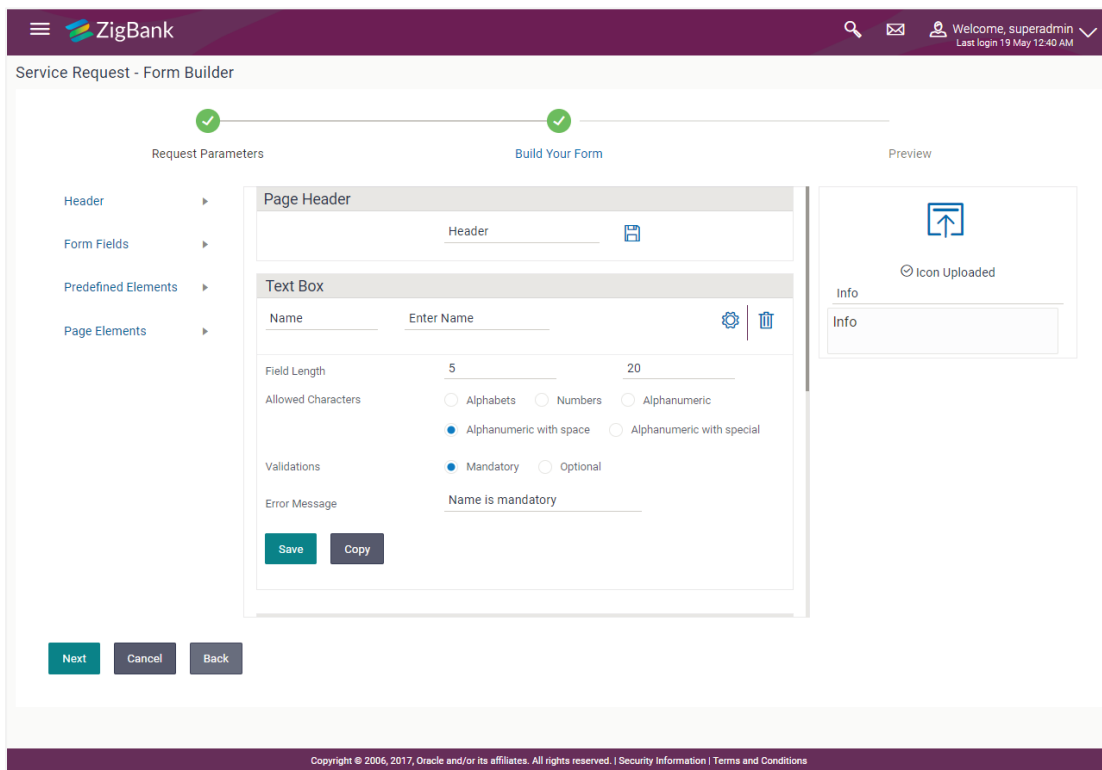 ZigBank
Welcome, superadmin
Last login 19 May 12:40 AM
Service Request - Form Builder
Request Parameters Build Your Form Preview
Header
Form Fields
Predefined Elements
Page Elements
Page Header
Header
Text Box
Name Enter Name
Field Length 5 20
Allowed Characters Alphabets Numbers Alphanumeric
Alphanumeric with space Alphanumeric with special
Validations Mandatory Optional
Error Message Name is mandatory
Save Copy
Icon Uploaded
Info
Info
Next Cancel Back
Copyright © 2006, 2017, Oracle and/or its affiliates. All rights reserved. | Security Information | Terms and Conditions